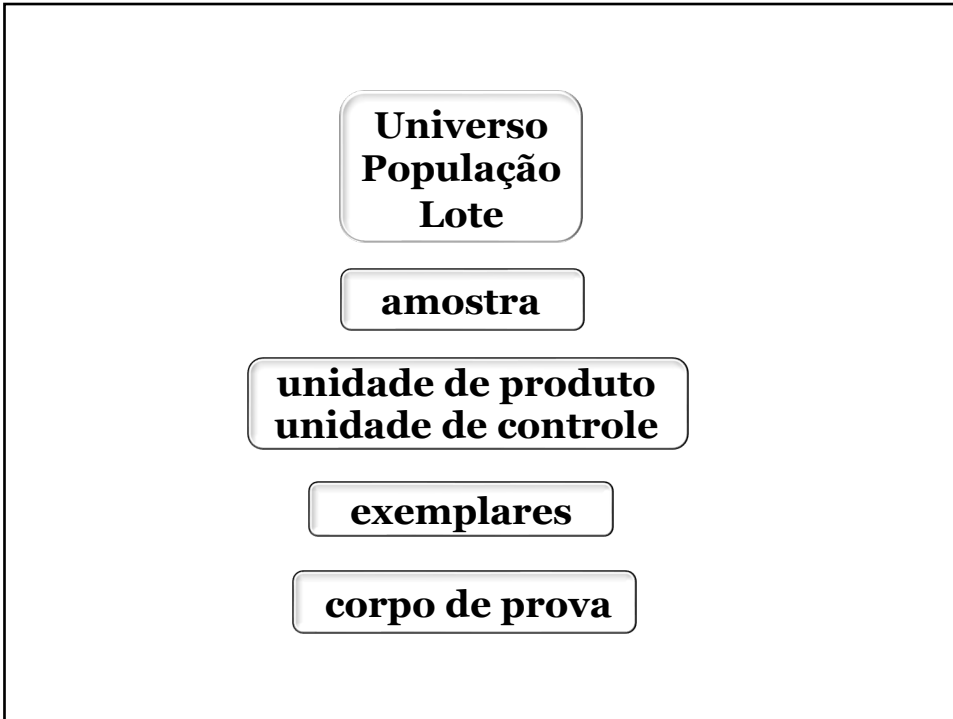 Universo
População
Lote
amostra
unidade de produto
unidade de controle
exemplares
corpo de prova